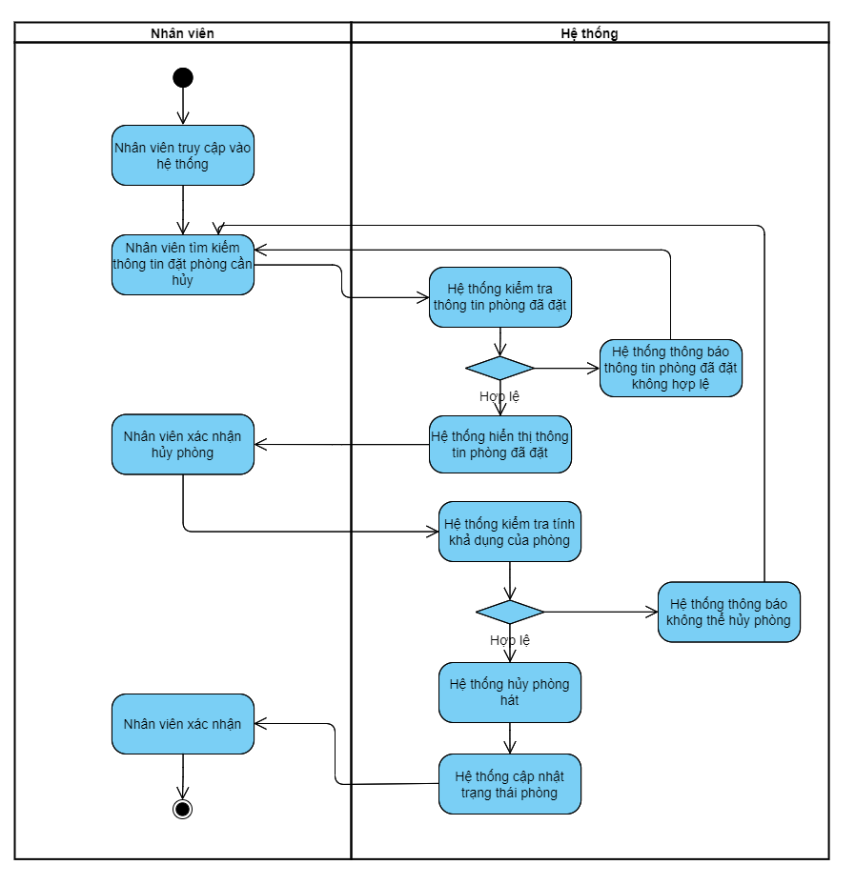 Nhân viên
Hệ thống
Nhân viên truy cập vào
hệ thống
Nhân viên tìm kiếm
thông tin đặt phòng cần
hủy
Hệ thống kiểm tra
thông tin phòng đã đặt
Hệ thống thông báo
thông tin phòng đã đặt
không hợp lệ
Hợp lệ
Hệ thống hiển thị thông
tin phòng đã đặt
Nhân viên xác nhận
hủy phòng
Hệ thống kiểm tra tính
khả dụng của phòng
Hệ thống thông báo
không thể hủy phòng
Hợp lệ
Hệ thống hủy phòng
hát
Nhân viên xác nhận
Hệ thống cập nhật
trạng thái phòng